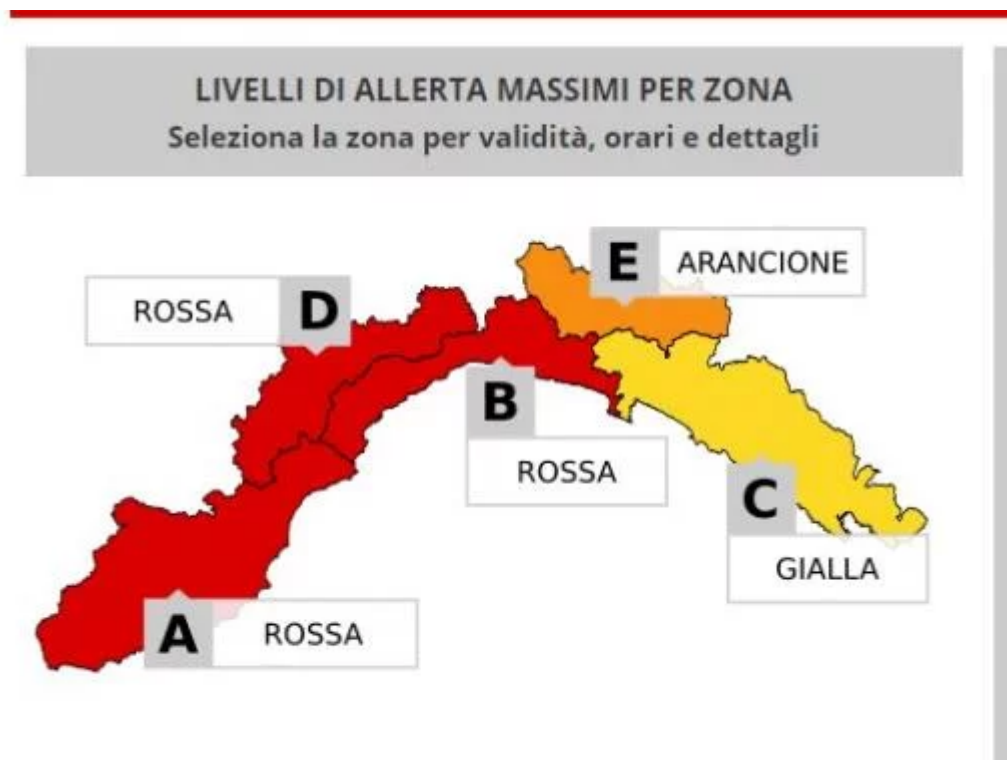 LIVELLI DI ALLERTA MASSIMI PER ZONA
Seleziona la zona per validità, orari e dettagli
E ARANCIONE
ROSSA D
B
ROSSA
C
GIALLA
A ROSSA